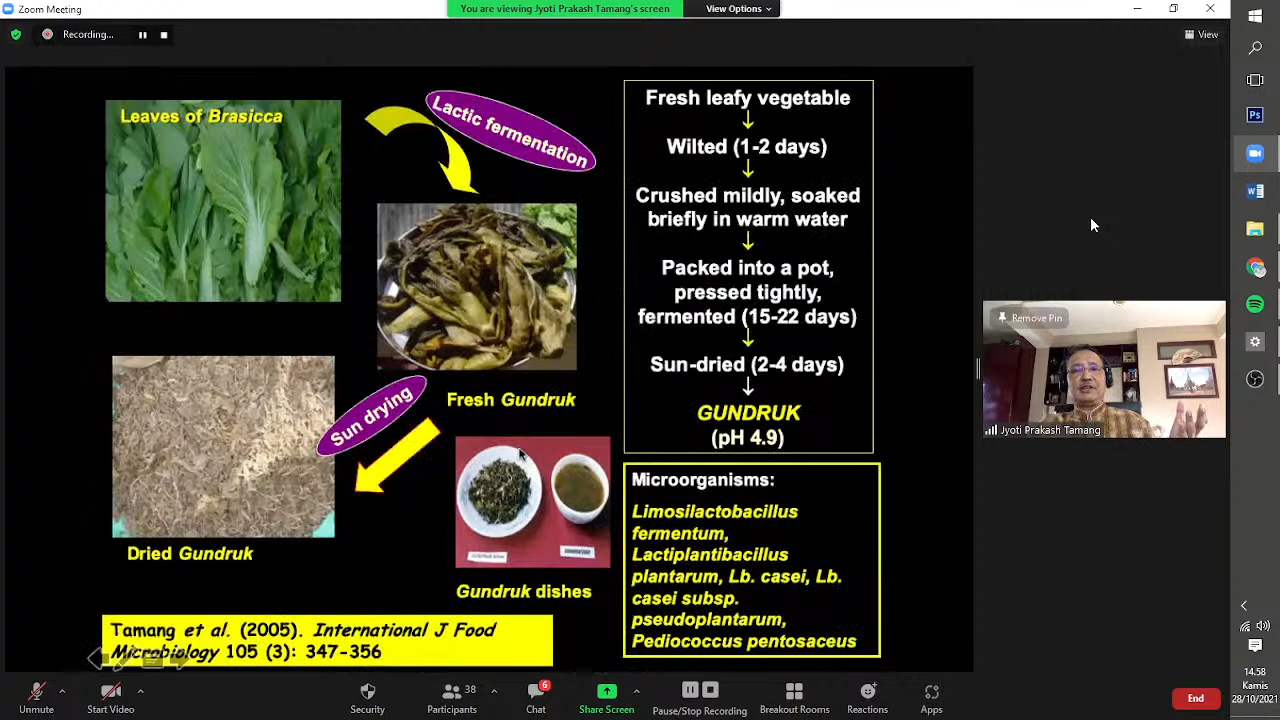 Zoom Meeting
You are viewing Jyoti Prakash Tamang's screen
View Options
Recording...
View
Leaves of Brasicca
Lactic fermentation
Fresh Gundruk
Sun drying
Dried Gundruk
Gundruk dishes
Tamang et al. (2005). International J Food
Microbiology 105 (3): 347-356
Fresh leafy vegetable
Wilted (1-2 days)
Crushed mildly, soaked
briefly in warm water
Packed into a pot,
pressed tightly,
fermented (15-22 days)
Sun-dried (2-4 days)
GUNDRUK
(pH 4.9)
Microorganisms:
Limosilactobacillus
fermentum,
Lactiplantibacillus
plantarum, Lb. casei, Lb.
casei subsp.
pseudoplantarum,
Pediococcus pentosaceus
Remove Pin
Jyoti Prakash Tamang
Ps
W
Unmute
Start Video
Security
38
Participants
6
Chat
Share Screen
Pause/Stop Recording
Breakout Rooms
Reactions
Apps
End
14.58
Kamis
28/10/20